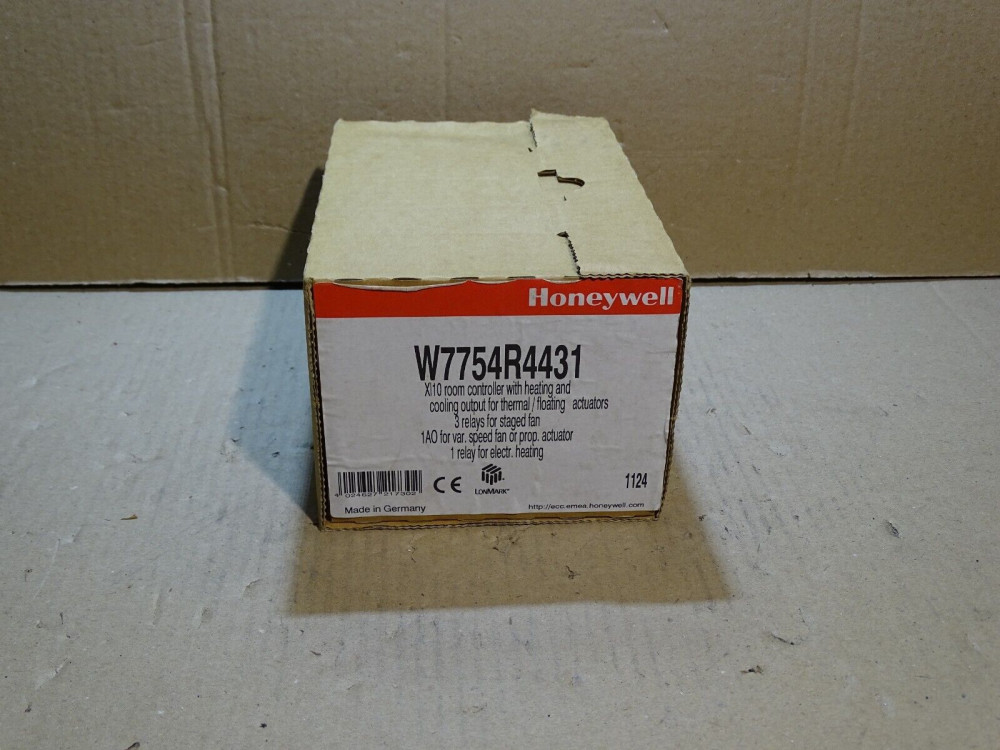 Honeywell
W7754R4431
Xl10 room controller with heating and
cooling output for thermal / floating actuators
3 relays for staged fan
1AO for var. speed fan or prop. actuator
1 relay for electr. heating
CE
LONMARK
1124
Made in Germany
http://ecc.emea.honeywell.com